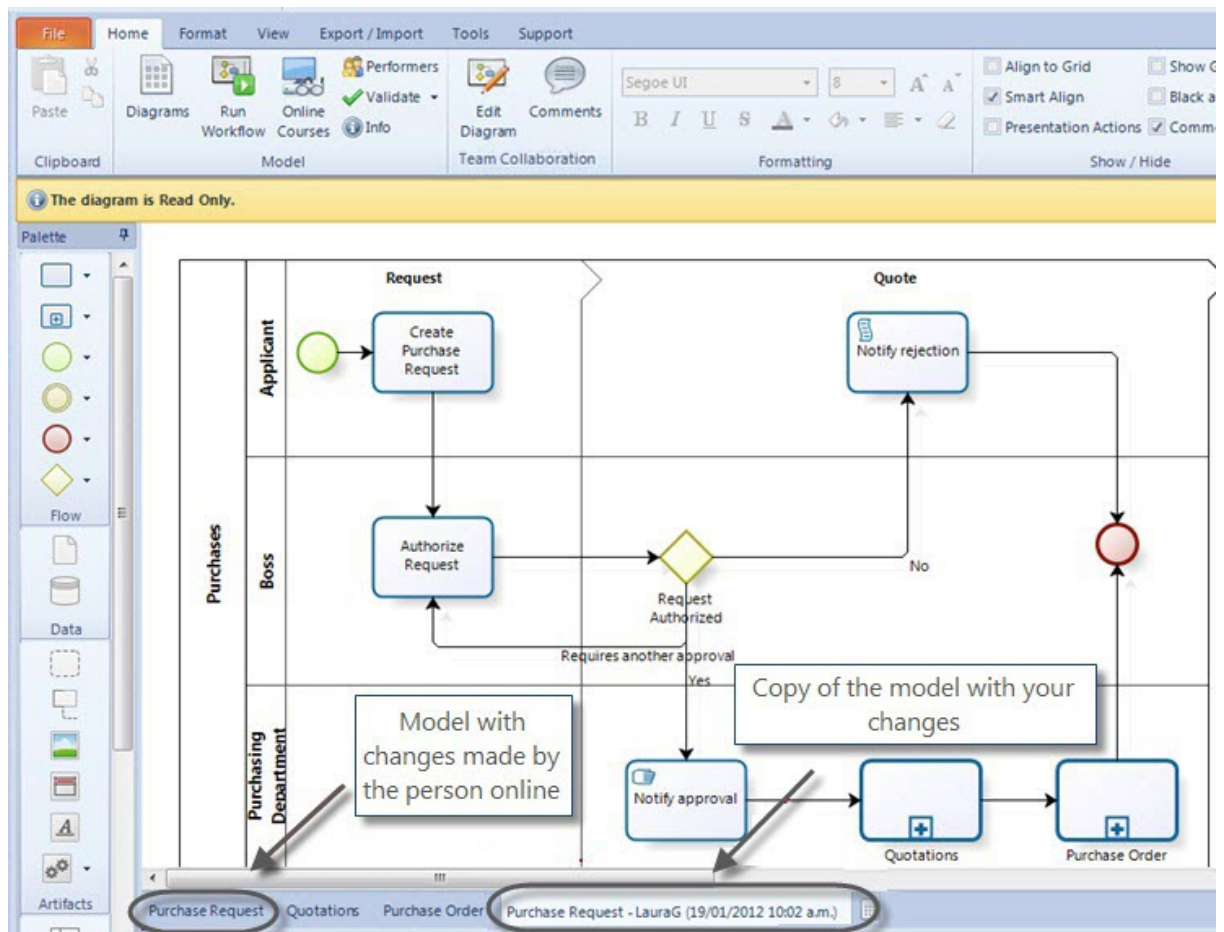 File Home Format View Export / Import Tools Support
Paste
Clipboard
Diagrams
Run
Workflow
Online
Courses
Performers
Validate
Info
Model
Edit
Diagram
Comments
Team Collaboration
Segoe UI 8 A A
B I U S A
Formatting
Align to Grid Show G
Smart Align Black a
Presentation Actions Comm
Show / Hide
The diagram is Read Only.
Palette
Flow
Data
A
Artifacts
Purchases
Applicant
Boss
Purchasing
Department
Request
Quote
Create
Purchase
Request
Notify rejection
Authorize
Request
Request
Authorized
No
Requires another approval
Yes
Model with
changes made by
the person online
Copy of the model with your
changes
Notify approval
Quotations
Purchase Order
Purchase Request Quotations Purchase Order Purchase Request - LauraG (19/01/2012 10:02 a.m.)